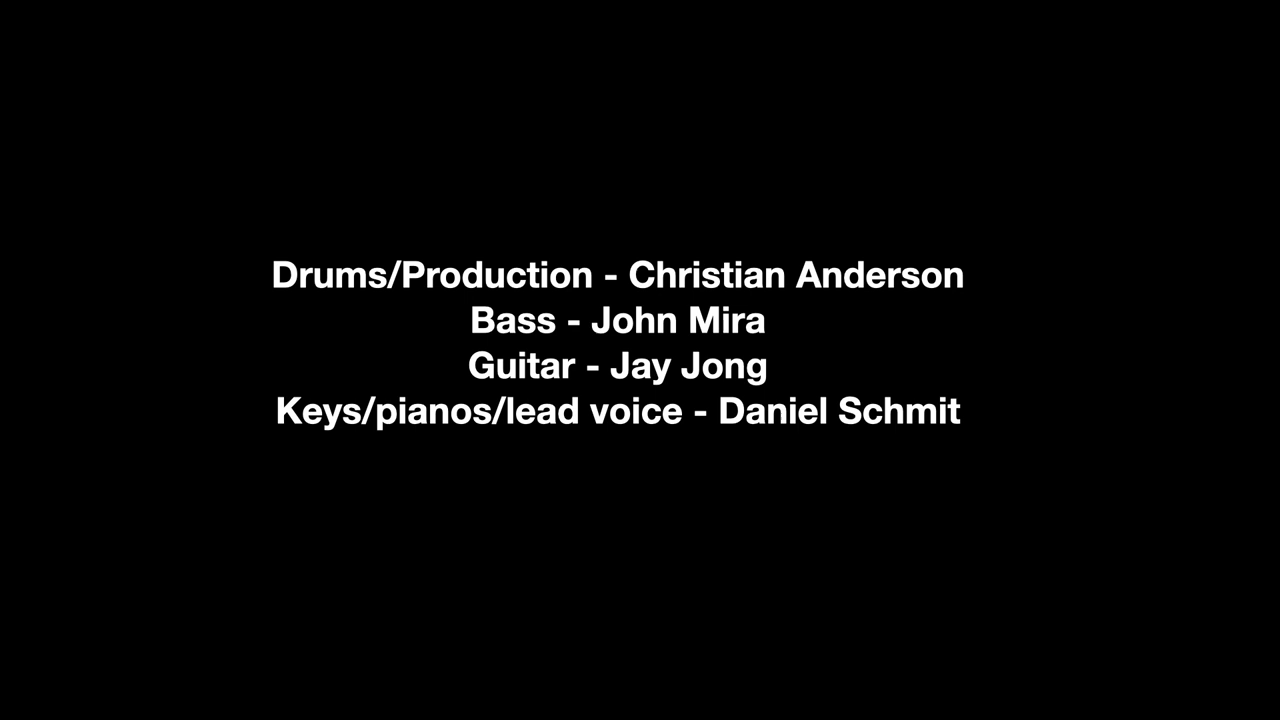 Drums/Production - Christian Anderson
Bass - John Mira
Guitar - Jay Jong
Keys/pianos/lead voice - Daniel Schmit